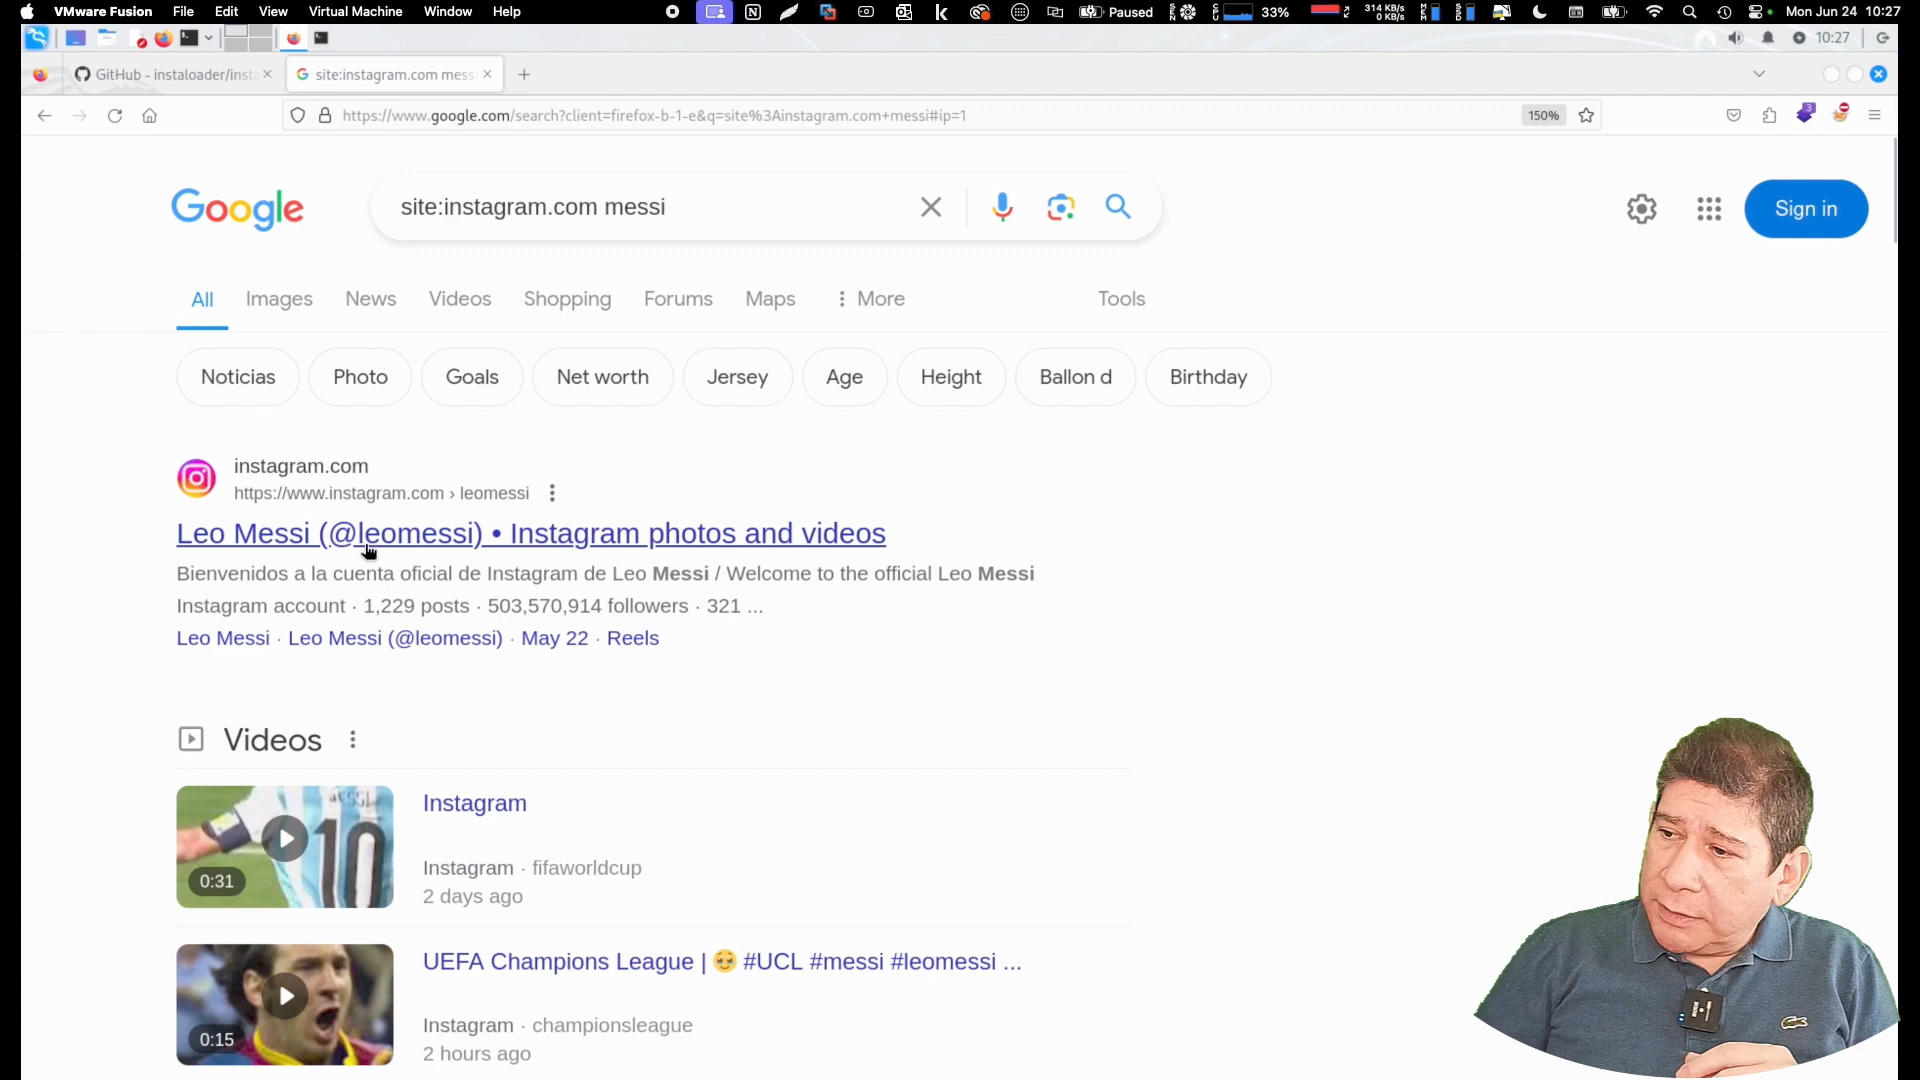 VMware Fusion File Edit View Virtual Machine Window Help Paused 33% 314 KB/s 0 KB/s Mon Jun 24 10:27
10:27
GitHub - instaloader/insta site:instagram.com mess
https://www.google.com/search?client=firefox-b-1-e&q=site%3Ainstagram.com+messi#ip=1 150% 3
Google site:instagram.com messi Sign in
All Images News Videos Shopping Forums Maps More Tools
Noticias Photo Goals Net worth Jersey Age Height Ballon d Birthday
instagram.com
https://www.instagram.com › leomessi
Leo Messi (@leomessi) • Instagram photos and videos
Bienvenidos a la cuenta oficial de Instagram de Leo Messi / Welcome to the official Leo Messi
Instagram account · 1,229 posts · 503,570,914 followers · 321 ...
Leo Messi · Leo Messi (@leomessi) · May 22 · Reels
Videos
10
0:31
Instagram
Instagram · fifaworldcup
2 days ago
0:15
UEFA Champions League | 🥹 #UCL #messi #leomessi ...
Instagram · championsleague
2 hours ago